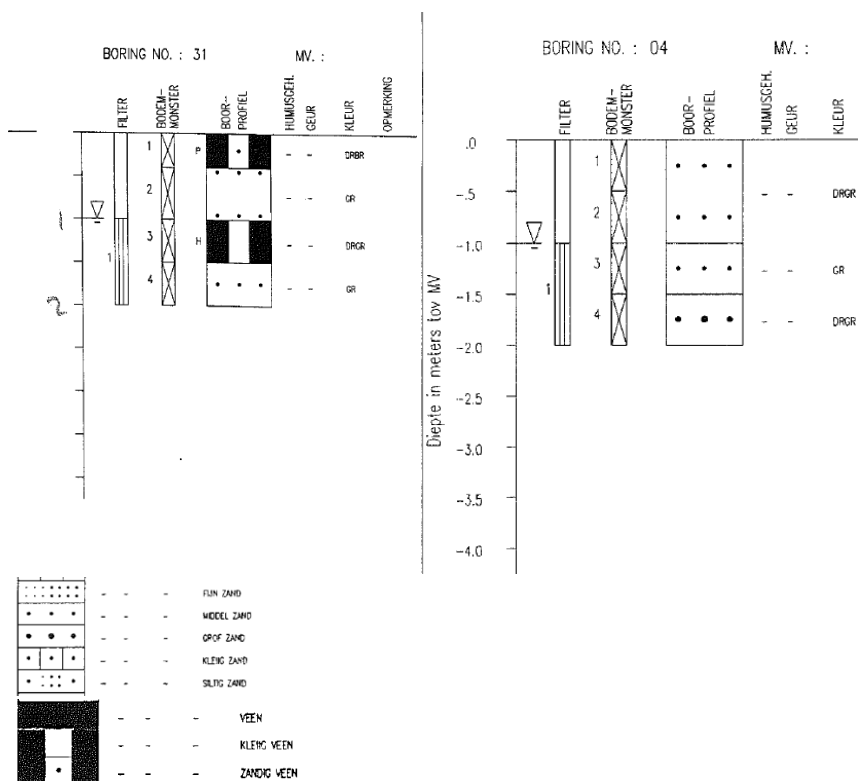 BORING NO. : 31 MV. :
FILTER
BODEM-
MONSTER
BOOR--
PROFIEL
HUMUSGEH.
GEUR
KLEUR
OPMERKING
1 P - - DRBR
2 - - GR
3 H - - DRGR
1
4 - - GR
BORING NO. : 04 MV. :
FILTER
BODEM-
MONSTER
BOOR-
PROFIEL
HUMUSGEH.
GEUR
KLEUR
Diepte in meters tov MV
.0
1
-.5 - - DRGR
2
-1.0
3 - - GR
1
-1.5
4 - - DRGR
-2.0
-2.5
-3.0
-3.5
-4.0
- - - FIJN ZAND
- - - MIDDEL ZAND
- - - GROF ZAND
- - - KLEIIG ZAND
- - - SILTIG ZAND
- - - VEEN
- - - KLEIIG VEEN
- - - ZANDIG VEEN